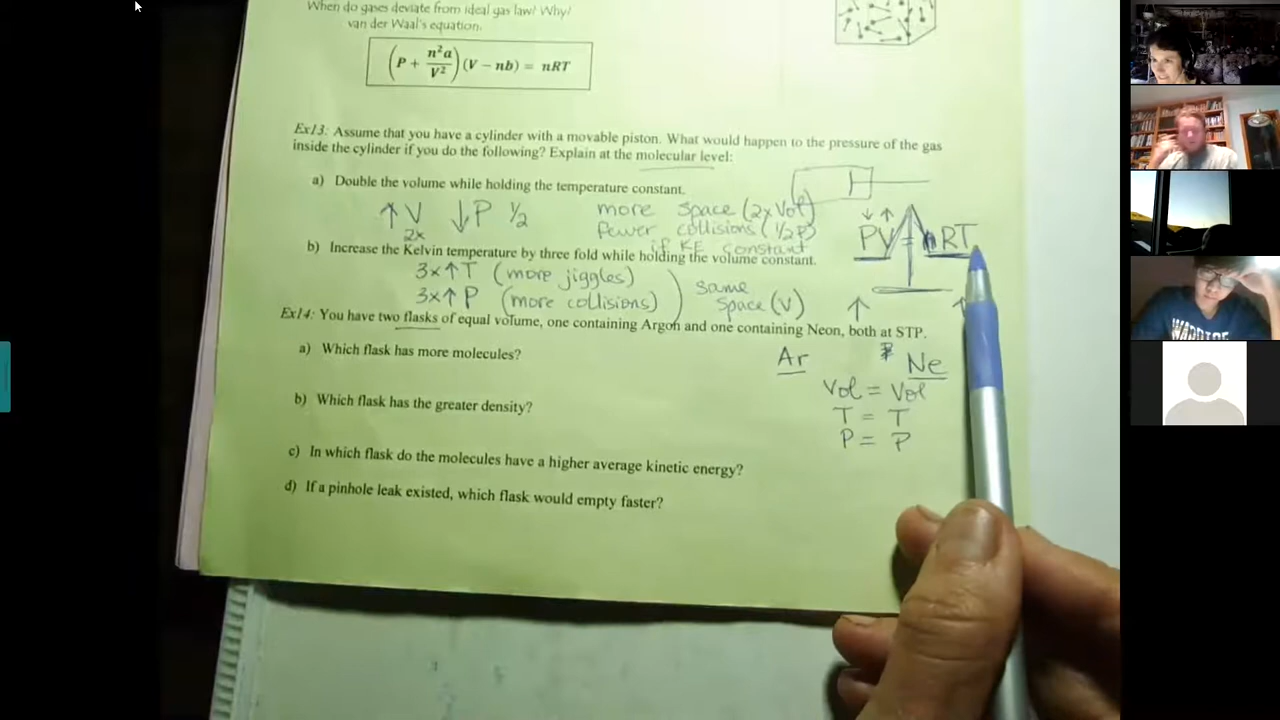 When do gases deviate from ideal gas law? Why?
van der Waal's equation.
(P + n²a/V²)(V − nb) = nRT
Ex13: Assume that you have a cylinder with a movable piston. What would happen to the pressure of the gas
inside the cylinder if you do the following? Explain at the molecular level:
a) Double the volume while holding the temperature constant.
↑V ↓P 1/2 more space (2x Vol)
2x fewer collisions (1/2 P)
if KE constant
↓ ↑
PV = nRT
b) Increase the Kelvin temperature by three fold while holding the volume constant.
3x↑T (more jiggles) same
3x↑P (more collisions) space (V)
↑ ↑
Ex14: You have two flasks of equal volume, one containing Argon and one containing Neon, both at STP.
a) Which flask has more molecules?
Ar Ne
Vol = Vol
T = T
P = P
b) Which flask has the greater density?
c) In which flask do the molecules have a higher average kinetic energy?
d) If a pinhole leak existed, which flask would empty faster?